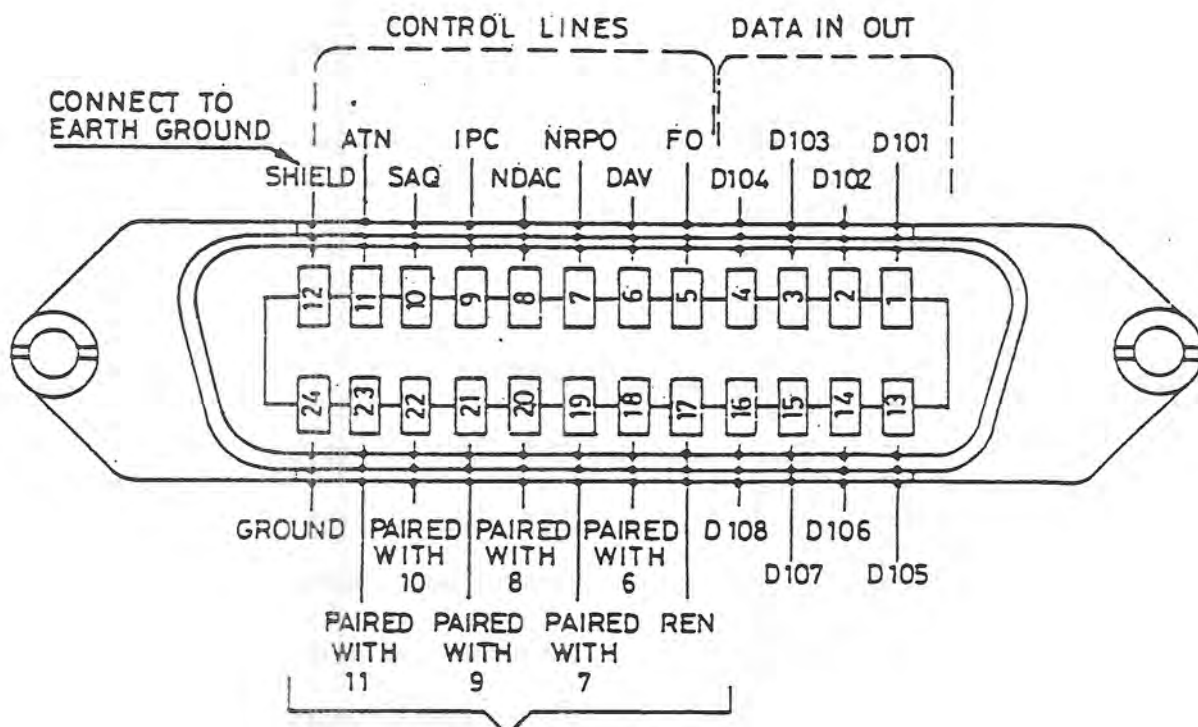 CONTROL LINES
DATA IN OUT
CONNECT TO
EARTH GROUND
ATN
IPC
NRPO
FO
D103
D101
SHIELD
SAQ
NDAC
DAV
D104
D102
12
11
10
9
8
7
6
5
4
3
2
1
24
23
22
21
20
19
18
17
16
15
14
13
GROUND
PAIRED
WITH
10
PAIRED
WITH
8
PAIRED
WITH
6
D108
D106
D107
D105
PAIRED
WITH
11
PAIRED
WITH
9
PAIRED
WITH
7
REN